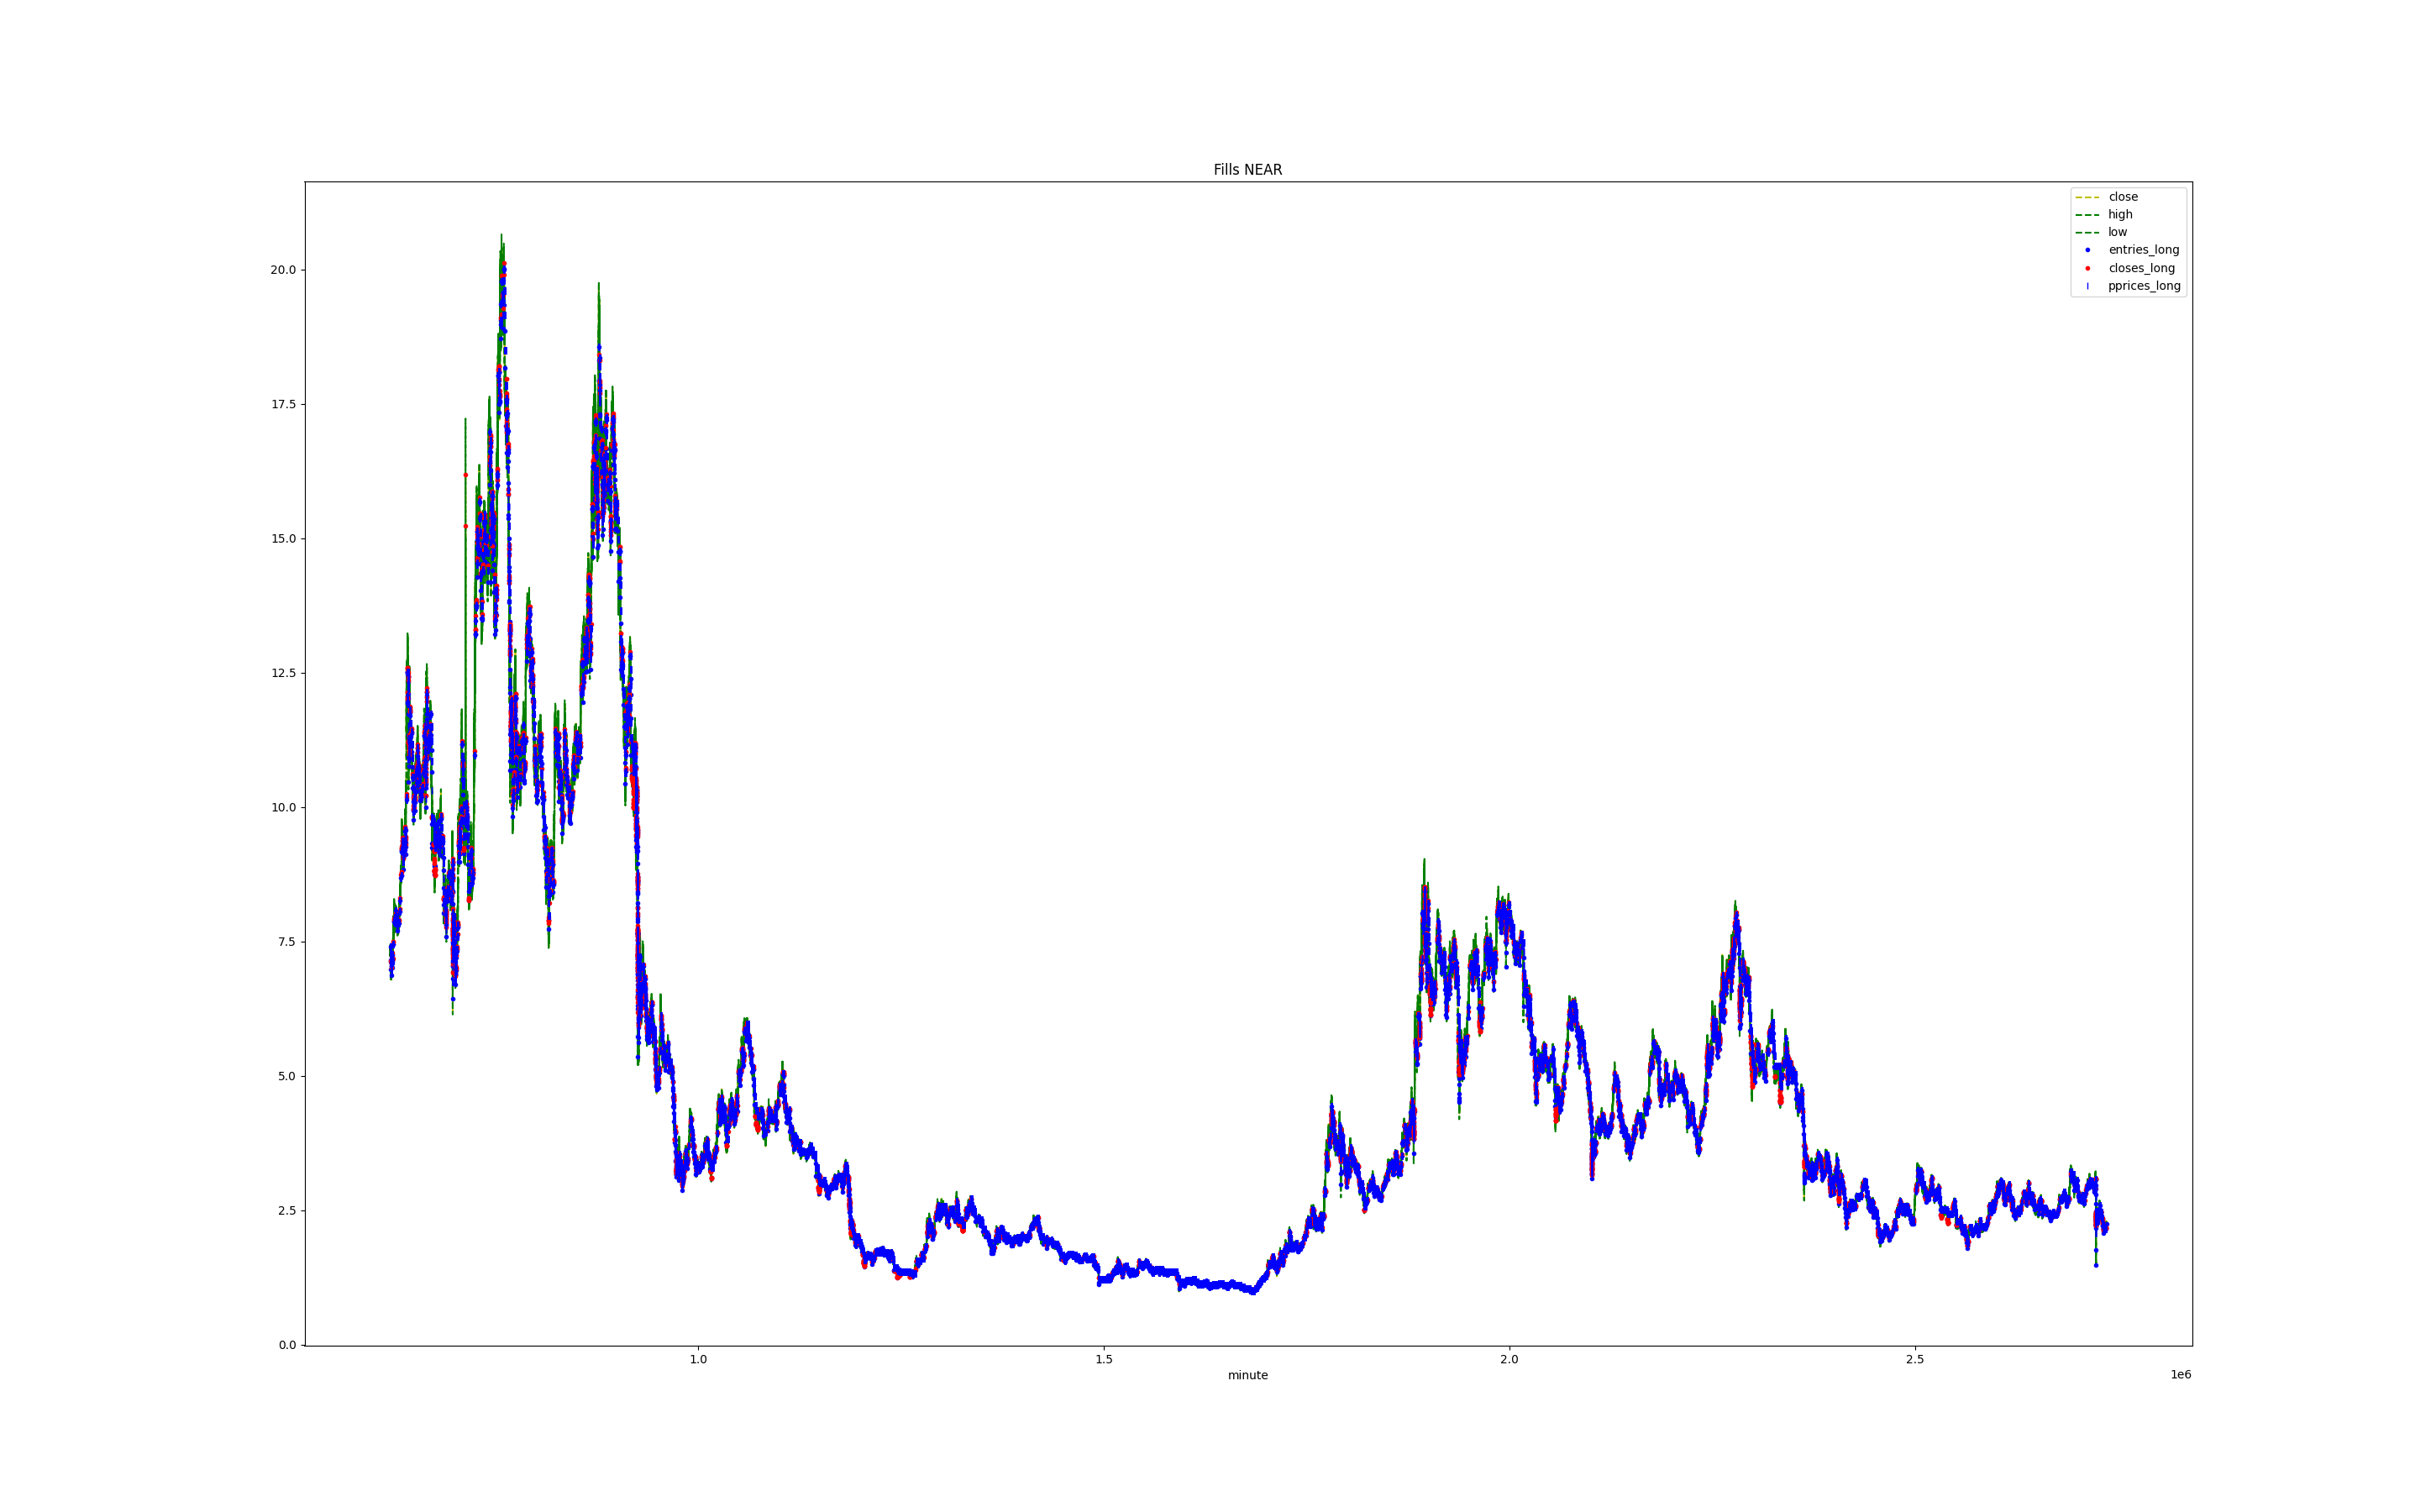 Fills NEAR
close
high
low
entries_long
closes_long
pprices_long
20.0
17.5
15.0
12.5
10.0
7.5
5.0
2.5
0.0
1.0 1.5 2.0 2.5
minute
1e6